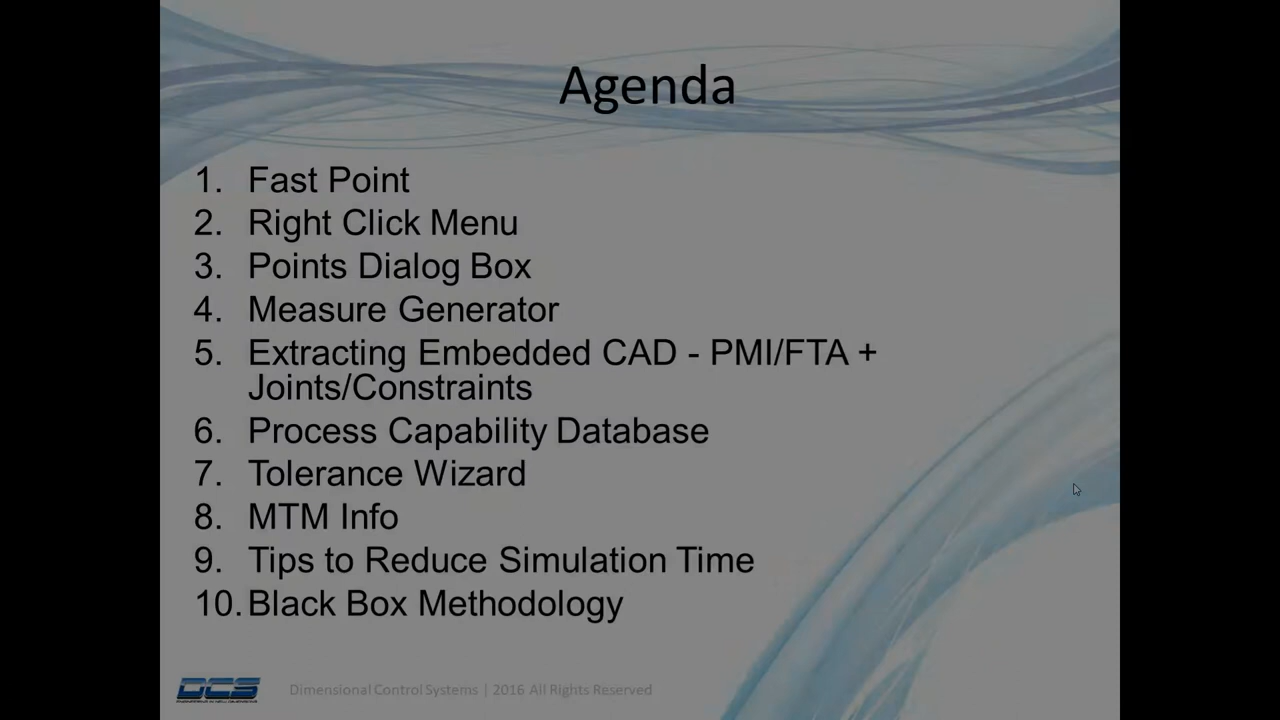 Agenda
1. Fast Point
2. Right Click Menu
3. Points Dialog Box
4. Measure Generator
5. Extracting Embedded CAD - PMI/FTA +
Joints/Constraints
6. Process Capability Database
7. Tolerance Wizard
8. MTM Info
9. Tips to Reduce Simulation Time
10. Black Box Methodology
DCS
Dimensional Control Systems | 2016 All Rights Reserved